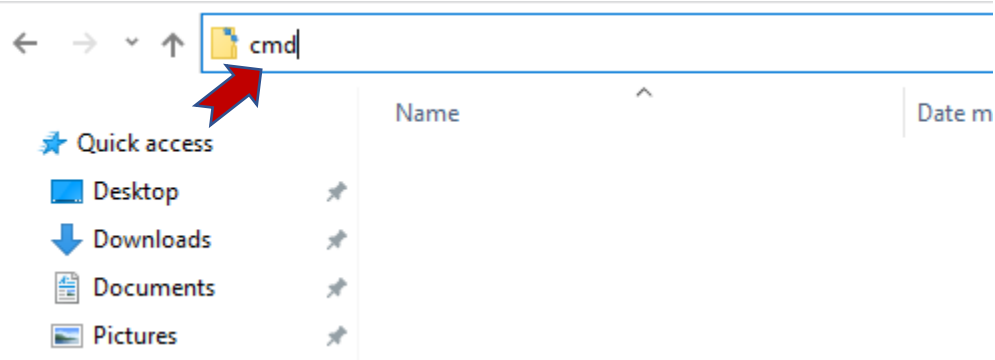 cmd
Name
Date m
Quick access
Desktop
Downloads
Documents
Pictures